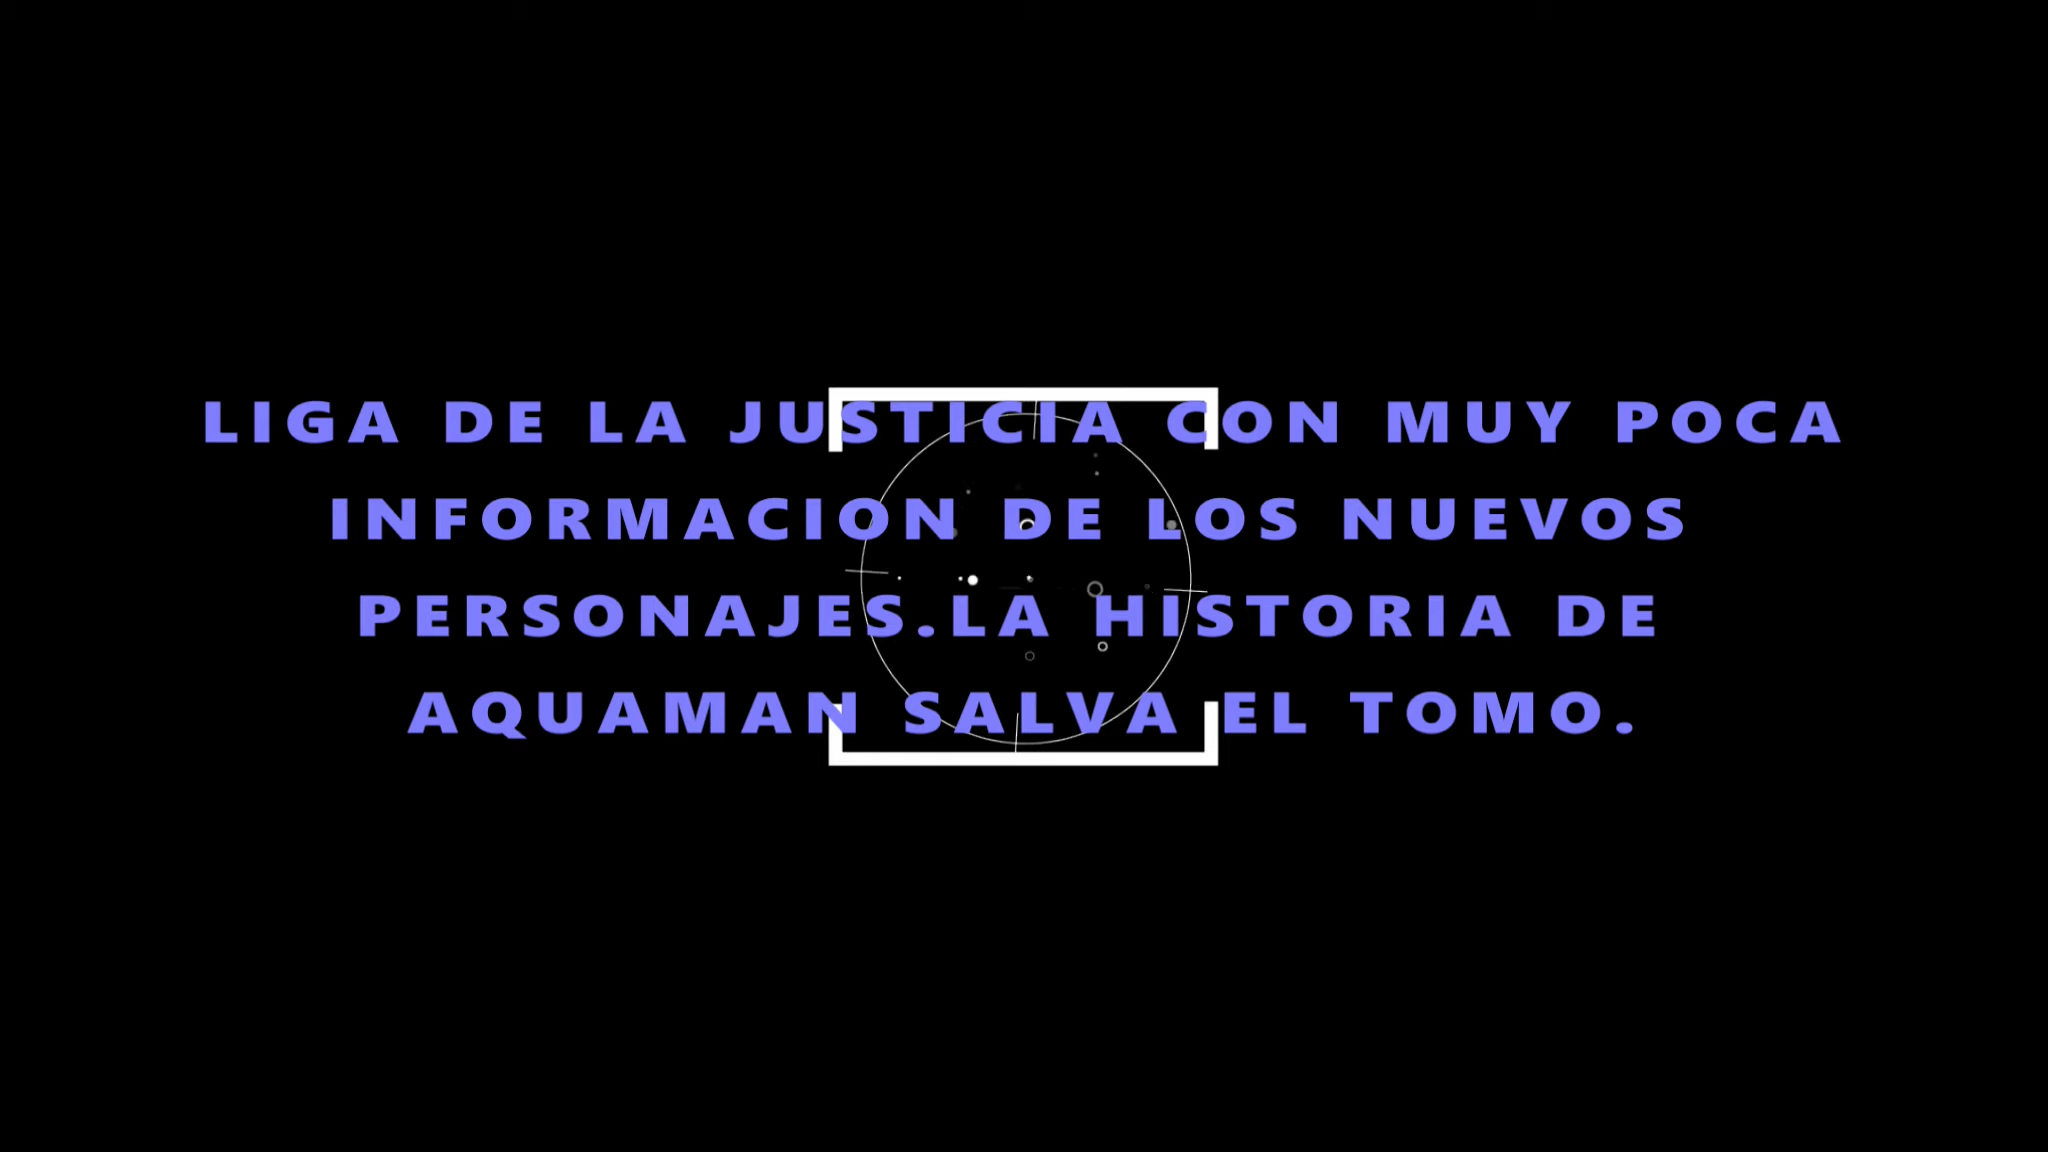 LIGA DE LA JUSTICIA CON MUY POCA
INFORMACION DE LOS NUEVOS
PERSONAJES.LA HISTORIA DE
AQUAMAN SALVA EL TOMO.